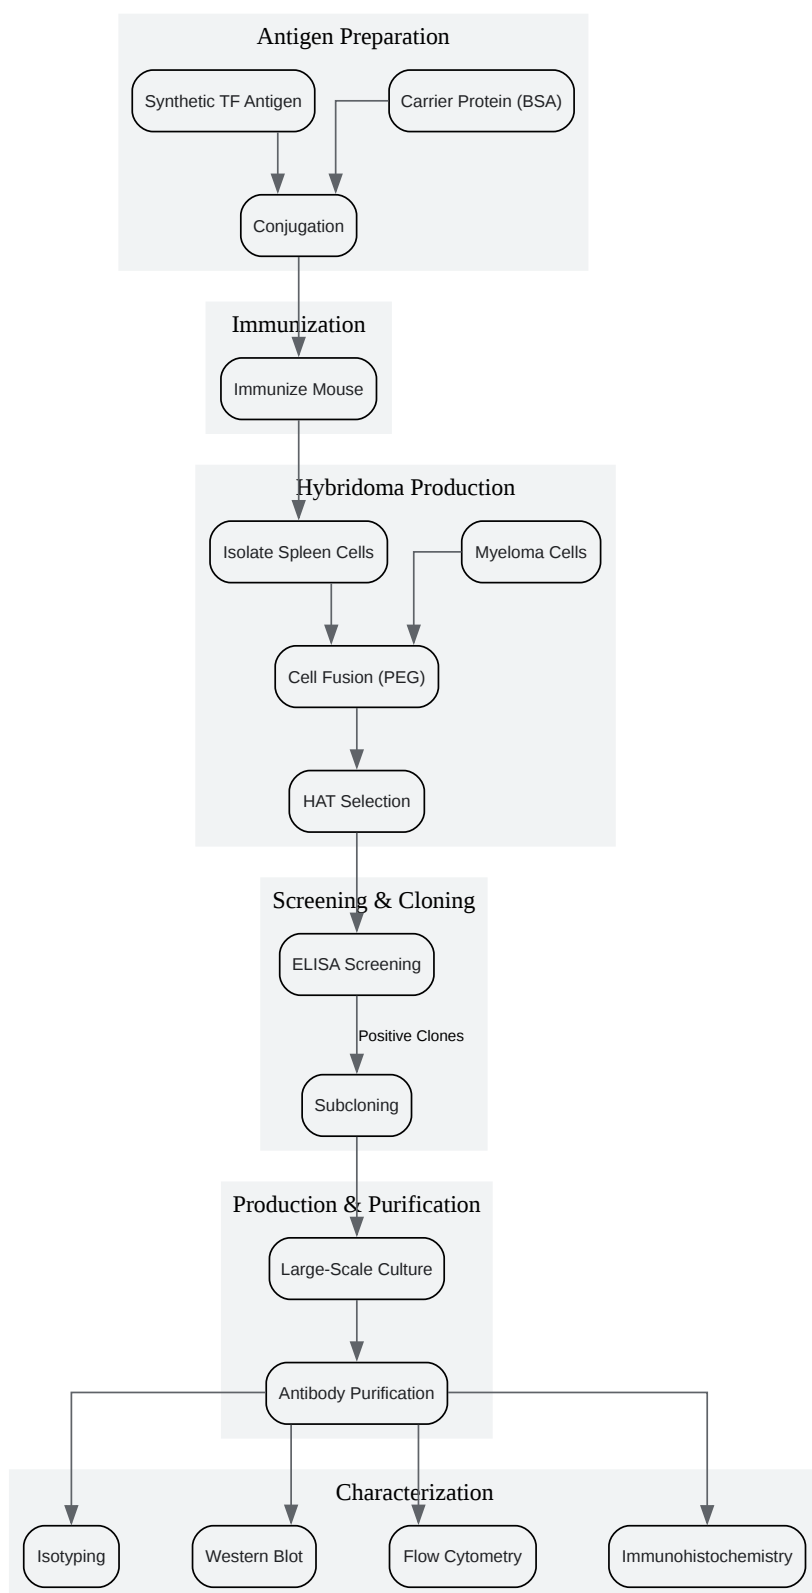 Antigen Preparation
Synthetic TF Antigen
Carrier Protein (BSA)
Conjugation
Immunization
Immunize Mouse
Hybridoma Production
Isolate Spleen Cells
Myeloma Cells
Cell Fusion (PEG)
HAT Selection
Screening & Cloning
ELISA Screening
Positive Clones
Subcloning
Production & Purification
Large-Scale Culture
Antibody Purification
Characterization
Isotyping
Western Blot
Flow Cytometry
Immunohistochemistry